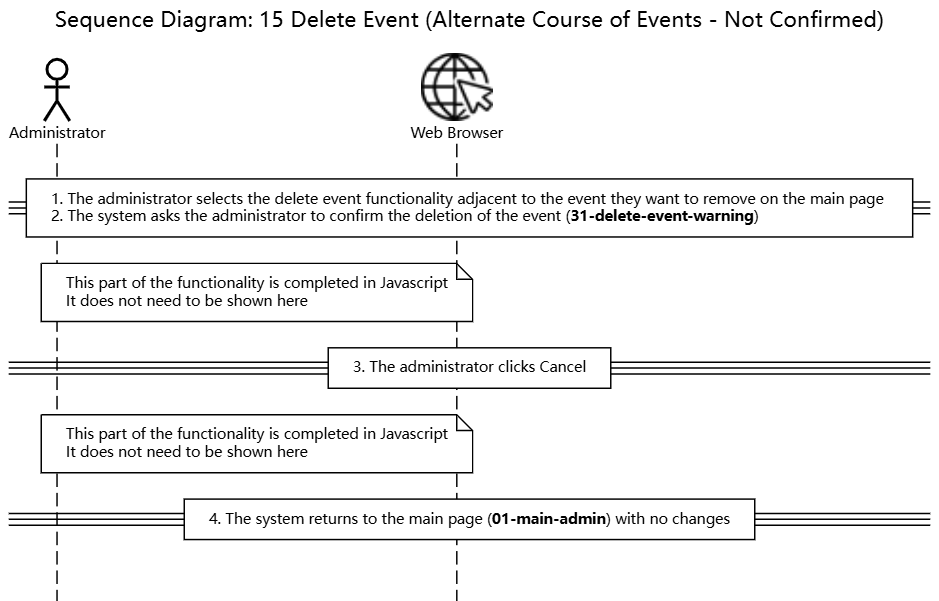 Sequence Diagram: 15 Delete Event (Alternate Course of Events - Not Confirmed)
Administrator
Web Browser
1. The administrator selects the delete event functionality adjacent to the event they want to remove on the main page
2. The system asks the administrator to confirm the deletion of the event (31-delete-event-warning)
This part of the functionality is completed in Javascript
It does not need to be shown here
3. The administrator clicks Cancel
This part of the functionality is completed in Javascript
It does not need to be shown here
4. The system returns to the main page (01-main-admin) with no changes